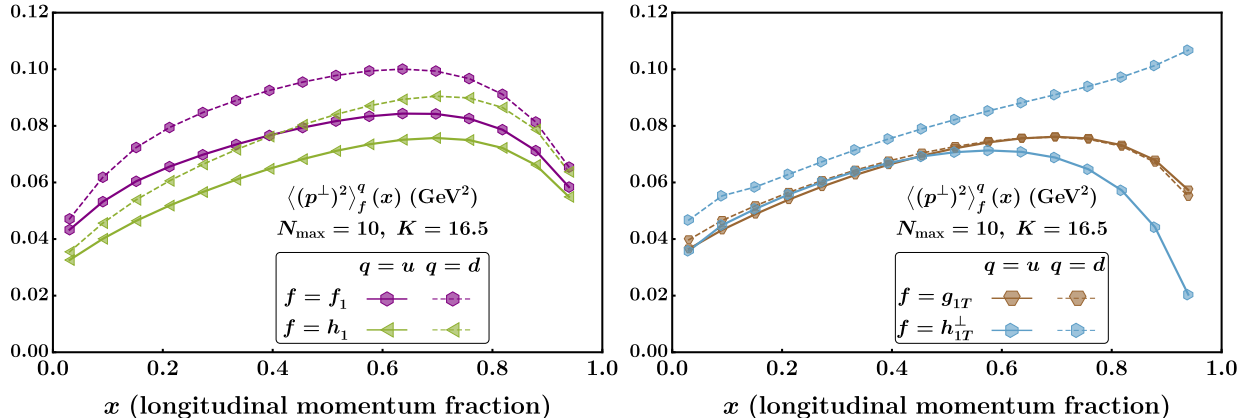 0.12
0.10
0.08
0.06
0.04
0.02
0.00
0.0 0.2 0.4 0.6 0.8 1.0
⟨(p⊥)²⟩^q_f (x) (GeV²)
N_max = 10, K = 16.5
q = u q = d
f = f₁
f = h₁
x (longitudinal momentum fraction)
0.12
0.10
0.08
0.06
0.04
0.02
0.00
0.0 0.2 0.4 0.6 0.8 1.0
⟨(p⊥)²⟩^q_f (x) (GeV²)
N_max = 10, K = 16.5
q = u q = d
f = g_1T
f = h^⊥_1T
x (longitudinal momentum fraction)